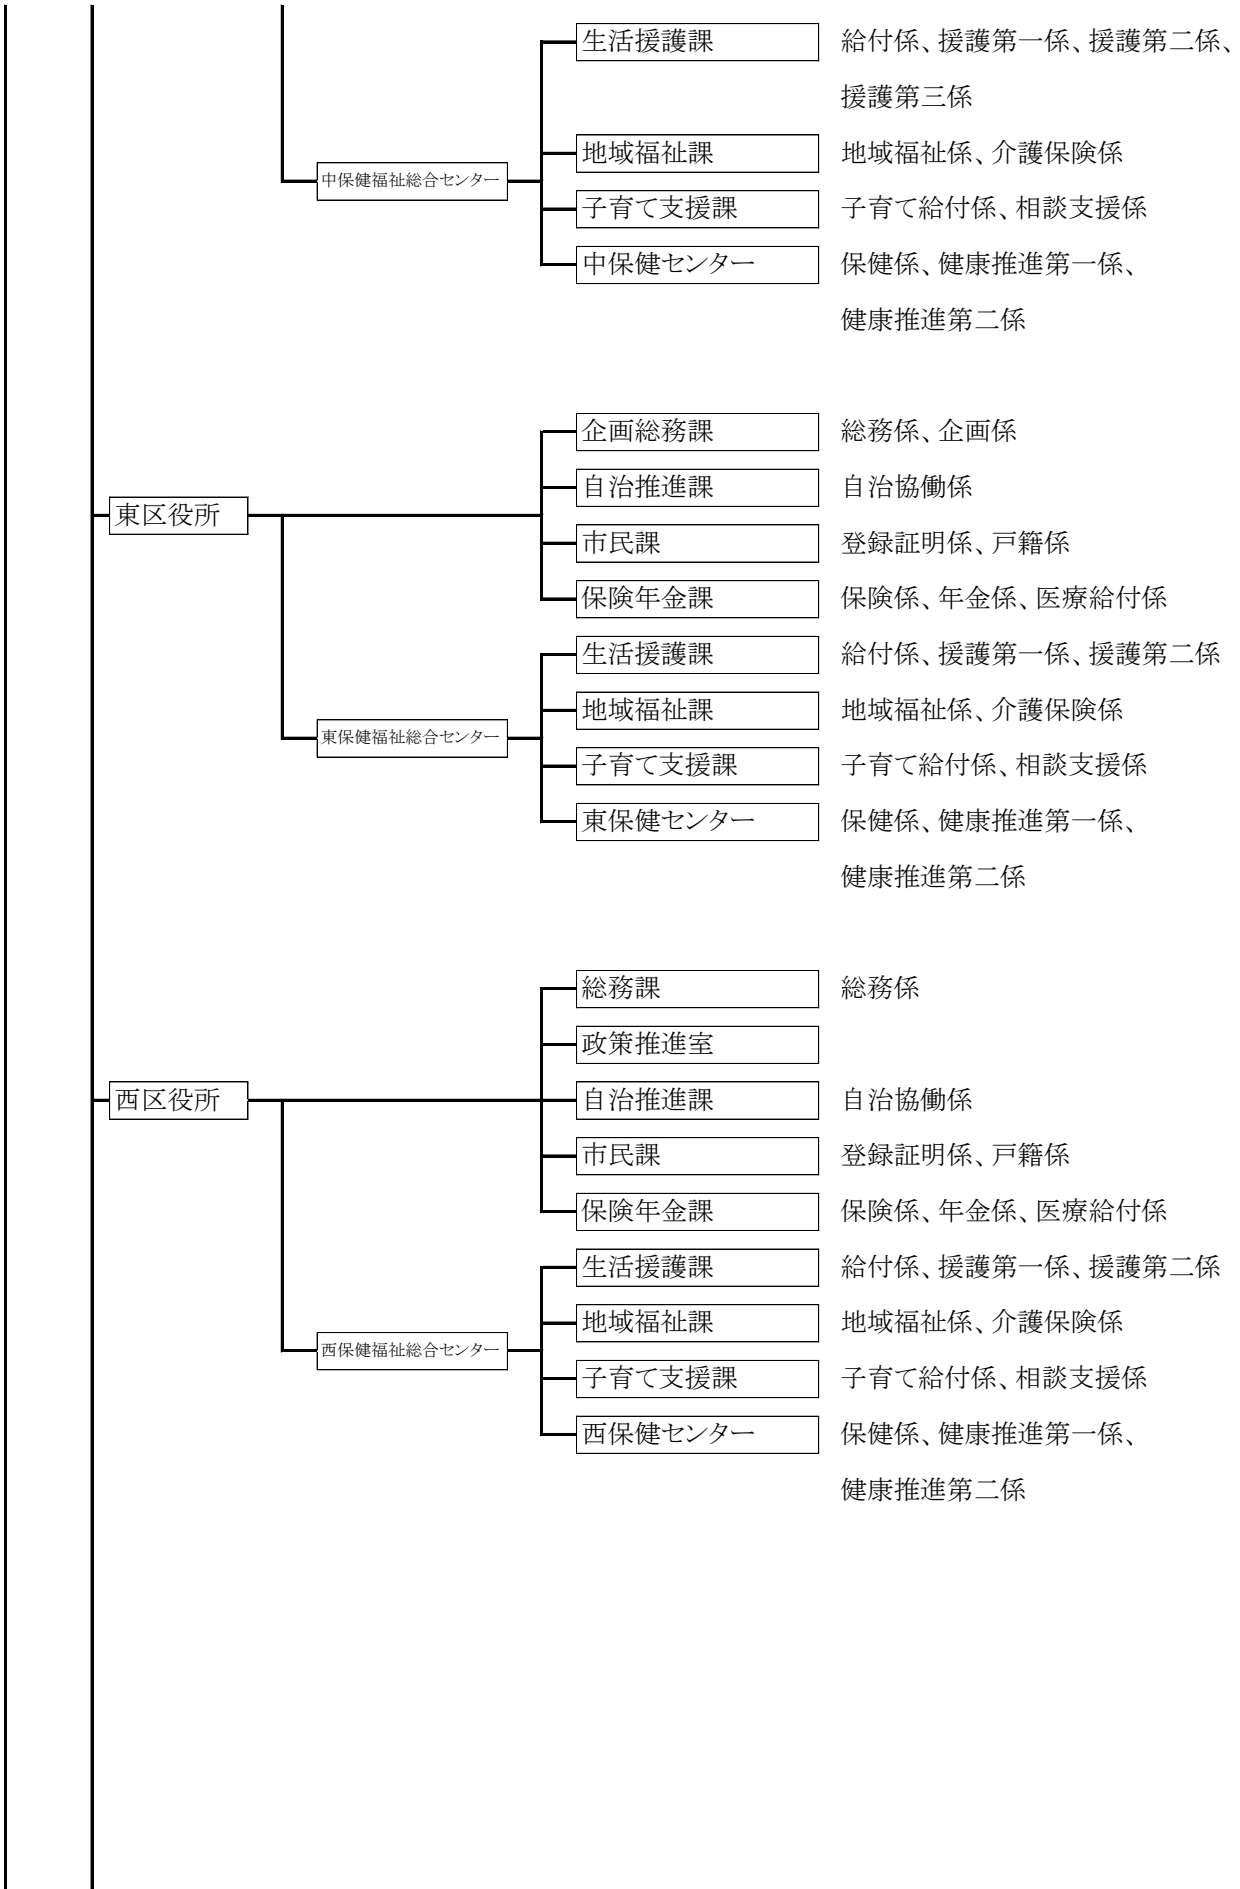 生活援護課 給付係、援護第一係、援護第二係、
援護第三係
地域福祉課 地域福祉係、介護保険係
中保健福祉総合センター
子育て支援課 子育て給付係、相談支援係
中保健センター 保健係、健康推進第一係、
健康推進第二係
企画総務課 総務係、企画係
自治推進課 自治協働係
東区役所
市民課 登録証明係、戸籍係
保険年金課 保険係、年金係、医療給付係
生活援護課 給付係、援護第一係、援護第二係
地域福祉課 地域福祉係、介護保険係
東保健福祉総合センター
子育て支援課 子育て給付係、相談支援係
東保健センター 保健係、健康推進第一係、
健康推進第二係
総務課 総務係
政策推進室
西区役所 自治推進課 自治協働係
市民課 登録証明係、戸籍係
保険年金課 保険係、年金係、医療給付係
生活援護課 給付係、援護第一係、援護第二係
地域福祉課 地域福祉係、介護保険係
西保健福祉総合センター
子育て支援課 子育て給付係、相談支援係
西保健センター 保健係、健康推進第一係、
健康推進第二係